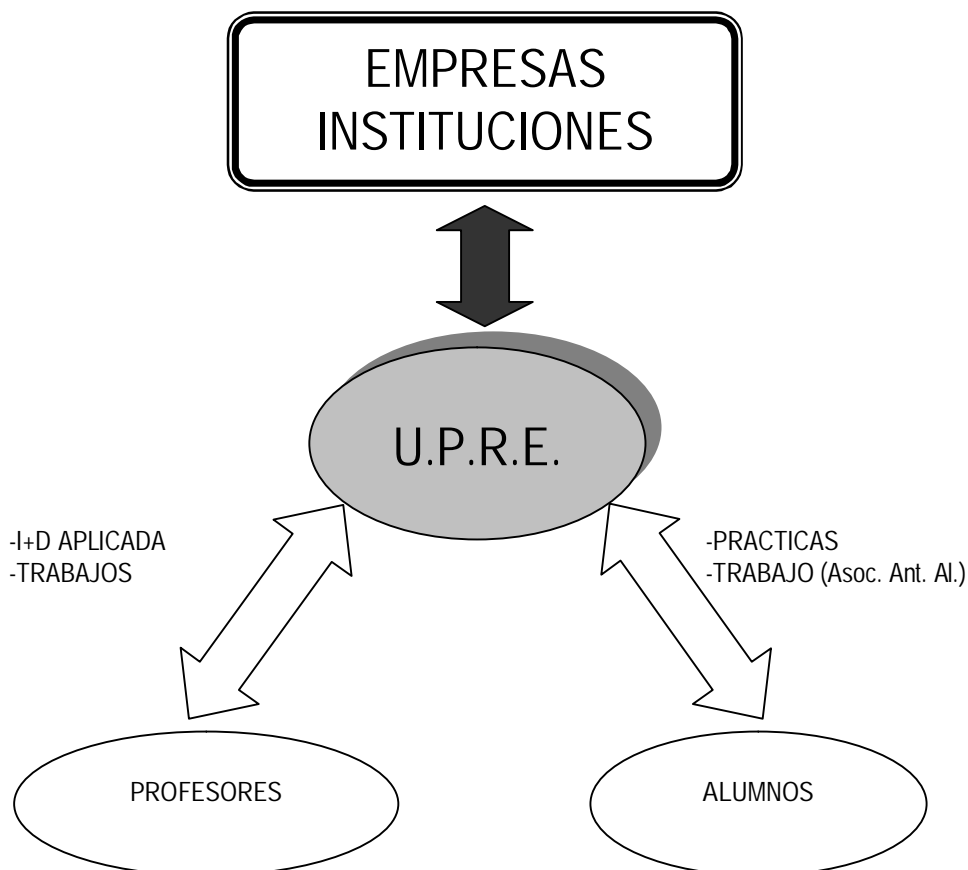 EMPRESAS
INSTITUCIONES
U.P.R.E.
-I+D APLICADA
-TRABAJOS
-PRACTICAS
-TRABAJO (Asoc. Ant. Al.)
PROFESORES
ALUMNOS